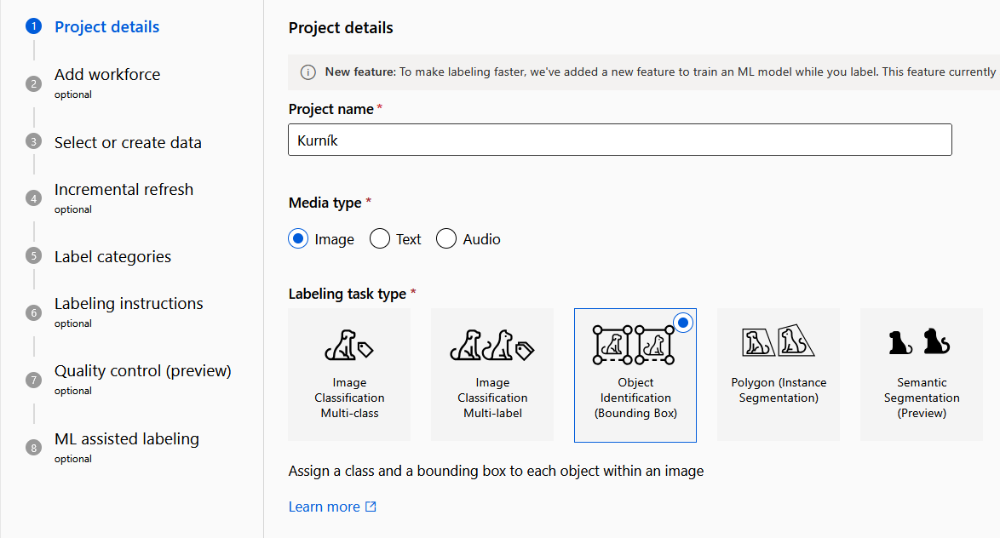 1 Project details
2 Add workforce
optional
3 Select or create data
4 Incremental refresh
optional
5 Label categories
6 Labeling instructions
optional
7 Quality control (preview)
optional
8 ML assisted labeling
optional
Project details
New feature: To make labeling faster, we've added a new feature to train an ML model while you label. This feature currently
Project name *
Kurník
Media type *
Image Text Audio
Labeling task type *
Image
Classification
Multi-class
Image
Classification
Multi-label
Object
Identification
(Bounding Box)
Polygon (Instance
Segmentation)
Semantic
Segmentation
(Preview)
Assign a class and a bounding box to each object within an image
Learn more